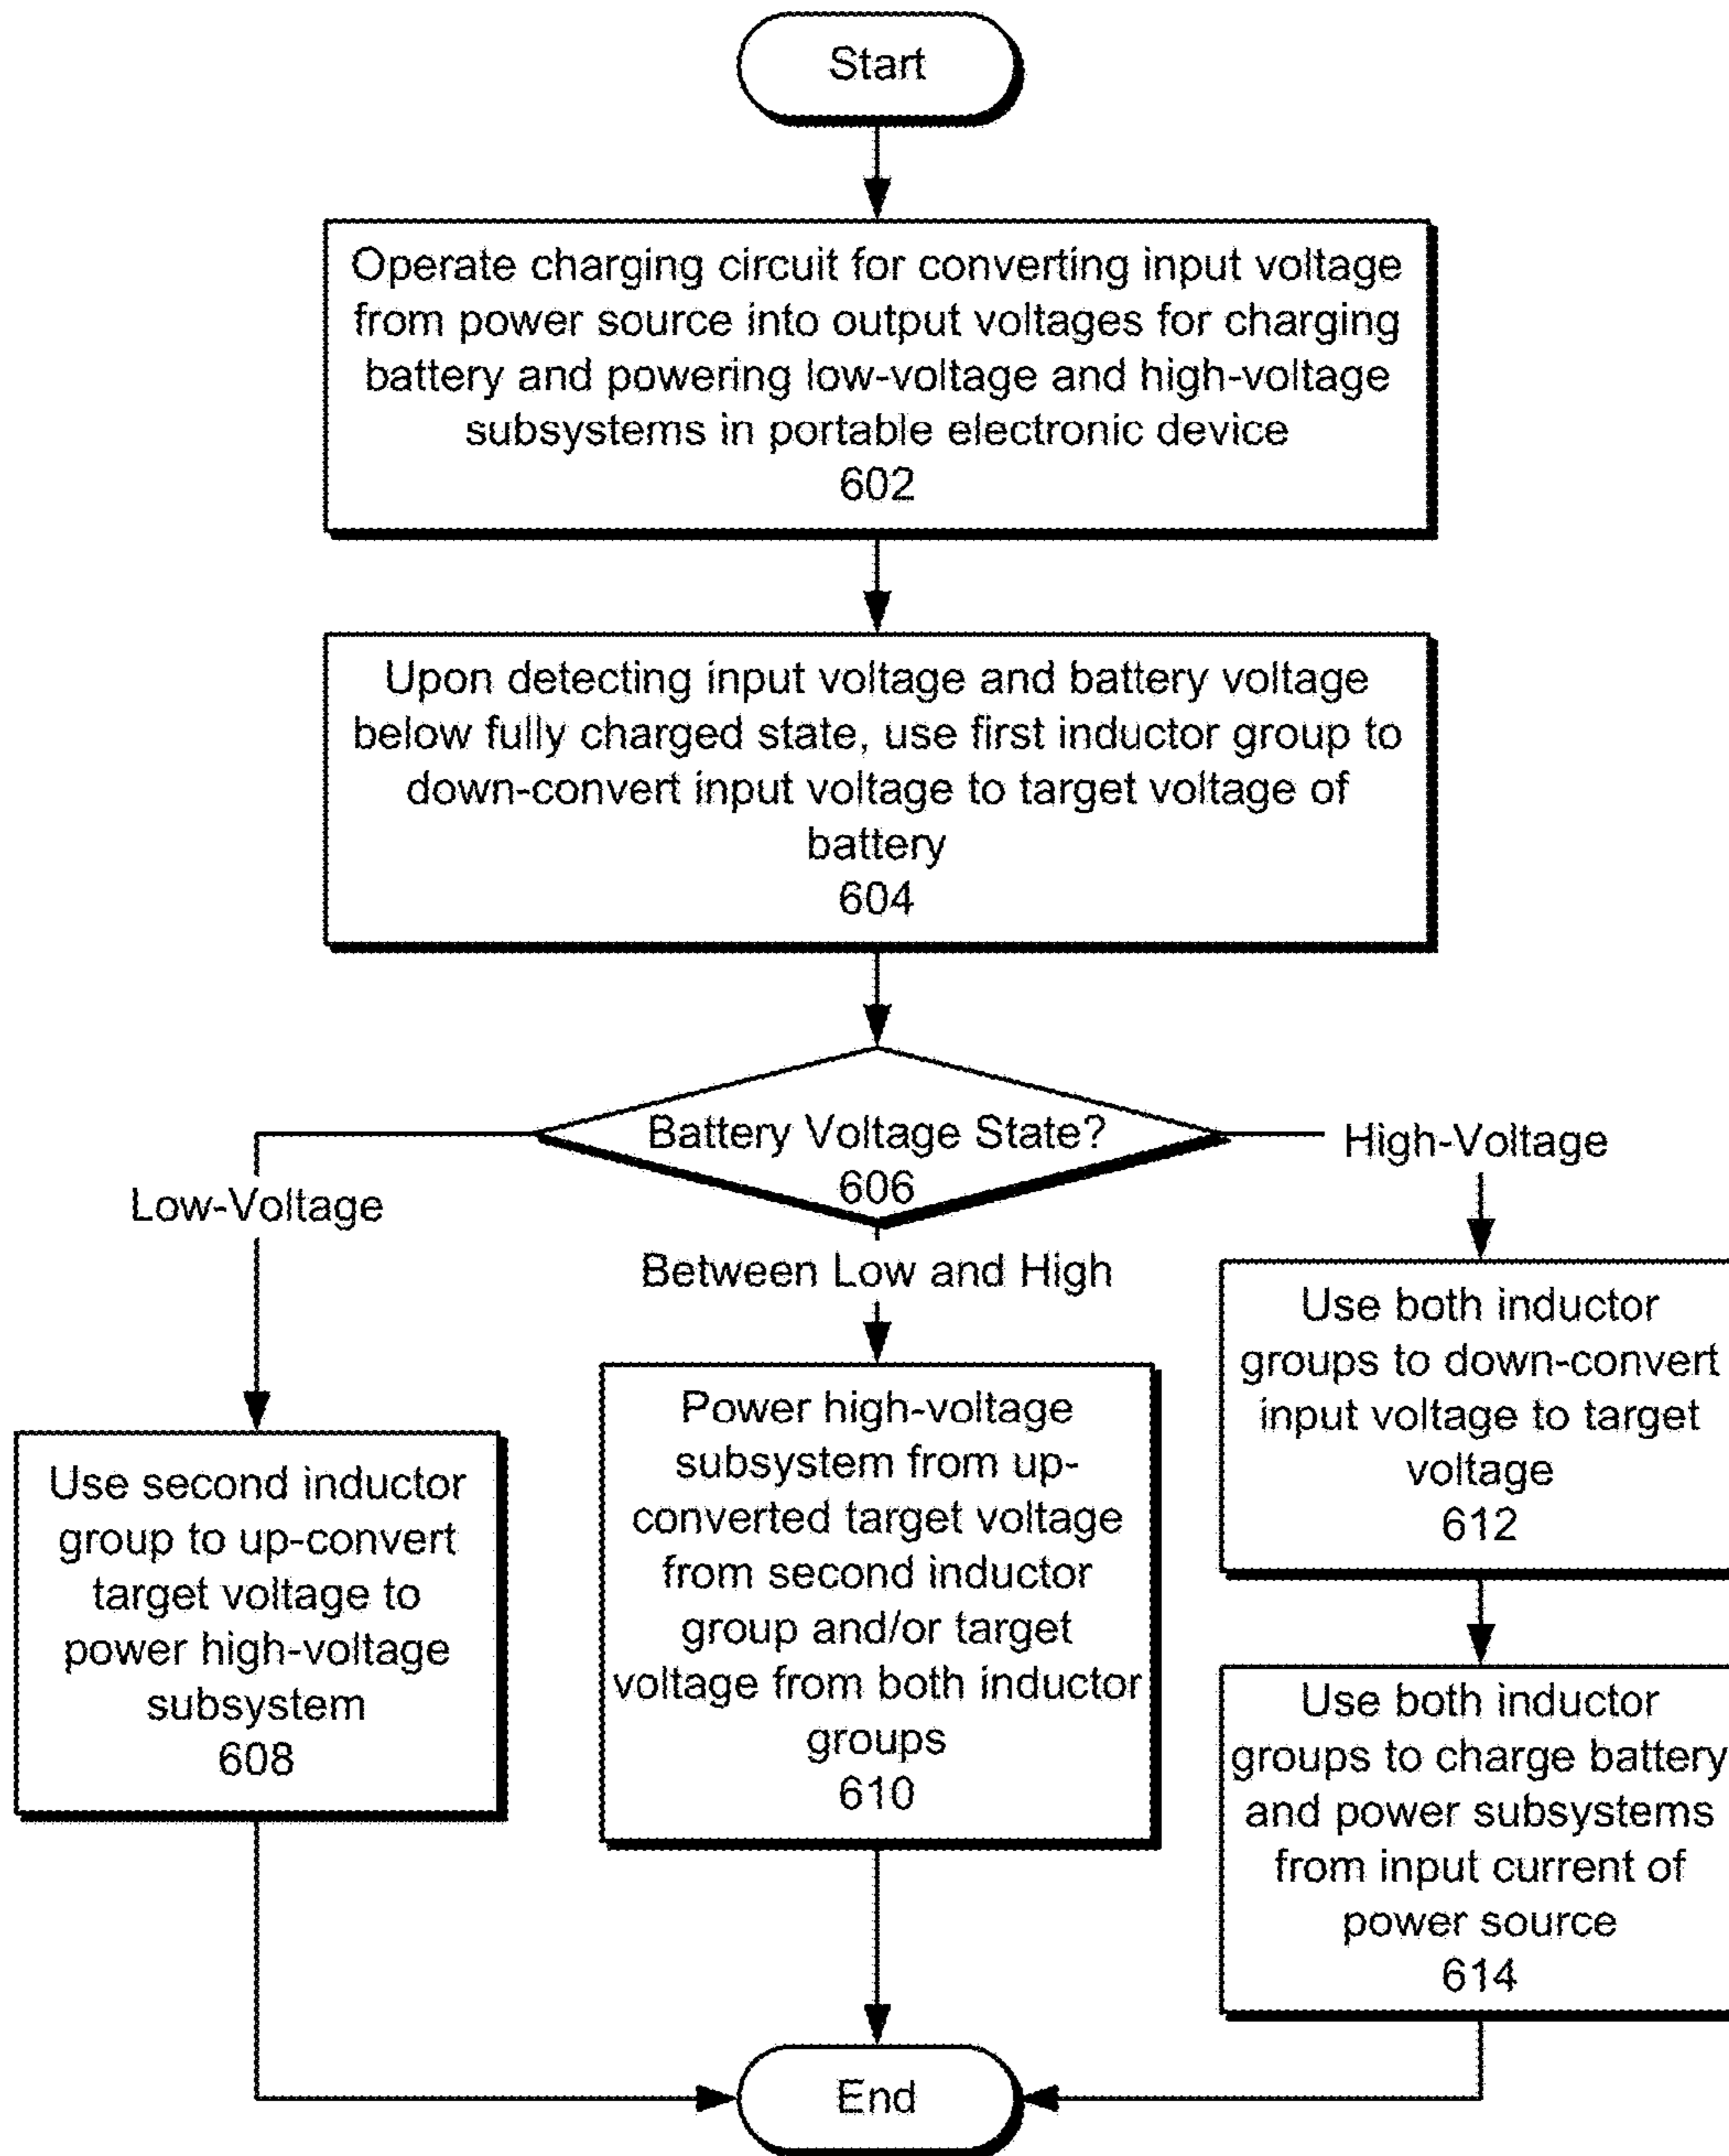 Start
Operate charging circuit for converting input voltage
from power source into output voltages for charging
battery and powering low-voltage and high-voltage
subsystems in portable electronic device
602
Upon detecting input voltage and battery voltage
below fully charged state, use first inductor group to
down-convert input voltage to target voltage of
battery
604
Battery Voltage State?
606
Low-Voltage
Between Low and High
High-Voltage
Use second inductor
group to up-convert
target voltage to
power high-voltage
subsystem
608
Power high-voltage
subsystem from up-
converted target voltage
from second inductor
group and/or target
voltage from both inductor
groups
610
Use both inductor
groups to down-convert
input voltage to target
voltage
612
Use both inductor
groups to charge battery
and power subsystems
from input current of
power source
614
End